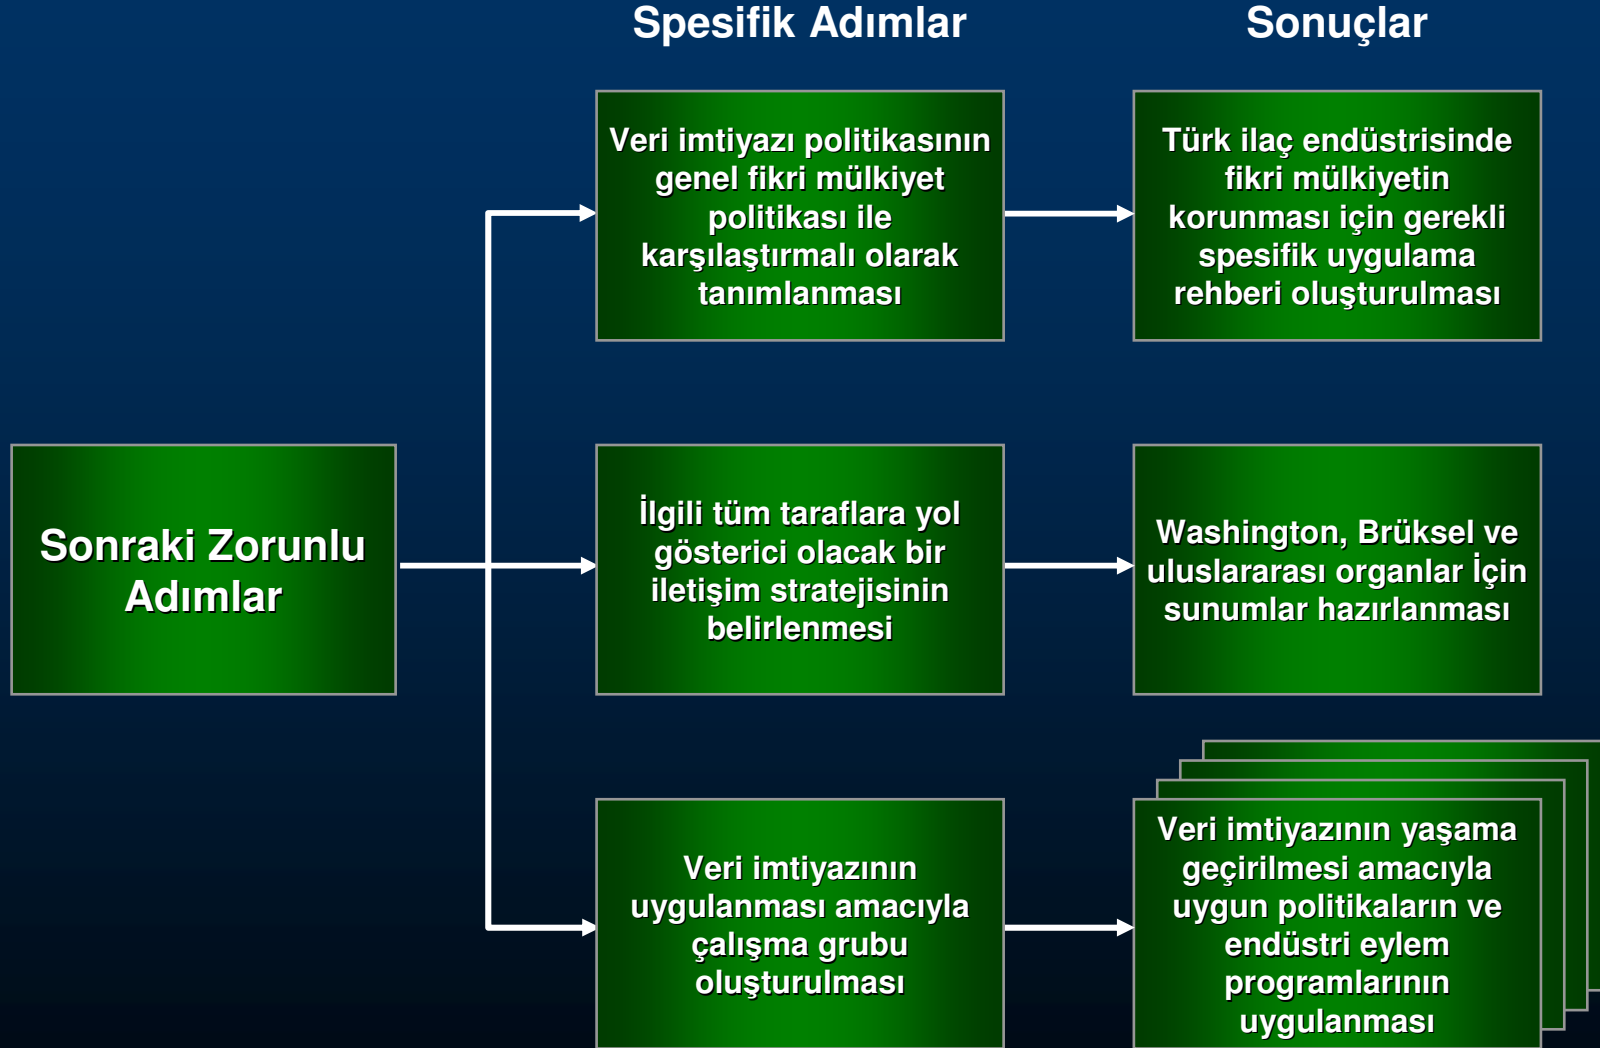 Spesifik Adımlar
Sonuçlar
Veri imtiyazı politikasının
genel fikri mülkiyet
politikası ile
karşılaştırmalı olarak
tanımlanması
Türk ilaç endüstrisinde
fikri mülkiyetin
korunması için gerekli
spesifik uygulama
rehberi oluşturulması
Sonraki Zorunlu
Adımlar
İlgili tüm taraflara yol
gösterici olacak bir
iletişim stratejisinin
belirlenmesi
Washington, Brüksel ve
uluslararası organlar İçin
sunumlar hazırlanması
Veri imtiyazının
uygulanması amacıyla
çalışma grubu
oluşturulması
Veri imtiyazının yaşama
geçirilmesi amacıyla
uygun politikaların ve
endüstri eylem
programlarının
uygulanması